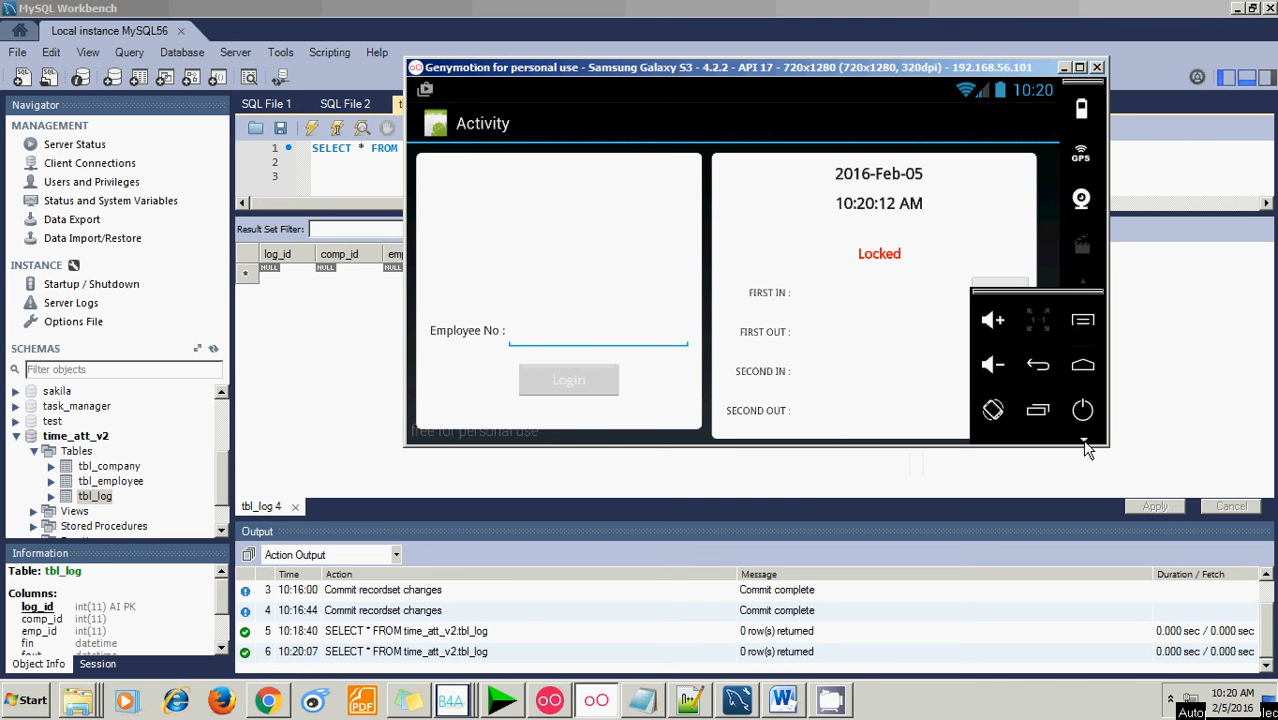 MySQL Workbench
Local instance MySQL56
File Edit View Query Database Server Tools Scripting Help
Navigator
MANAGEMENT
Server Status
Client Connections
Users and Privileges
Status and System Variables
Data Export
Data Import/Restore
INSTANCE
Startup / Shutdown
Server Logs
Options File
SCHEMAS
Filter objects
sakila
task_manager
test
time_att_v2
Tables
tbl_company
tbl_employee
tbl_log
Views
Stored Procedures
Information
Table: tbl_log
Columns:
log_id int(11) AI PK
comp_id int(11)
emp_id int(11)
fin datetime
Object Info Session
SQL File 1 SQL File 2
1 SELECT * FROM
2
3
Result Set Filter:
log_id comp_id
NULL NULL NULL
Genymotion for personal use - Samsung Galaxy S3 - 4.2.2 - API 17 - 720x1280 (720x1280, 320dpi) - 192.168.56.101
10:20
Activity
Employee No :
Login
free for personal use
2016-Feb-05
10:20:12 AM
Locked
FIRST IN :
FIRST OUT :
SECOND IN :
SECOND OUT :
GPS
1:1
tbl_log 4
Apply Cancel
Output
Action Output
Time Action Message Duration / Fetch
3 10:16:00 Commit recordset changes Commit complete
4 10:16:44 Commit recordset changes Commit complete
5 10:18:40 SELECT * FROM time_att_v2.tbl_log 0 row(s) returned 0.000 sec / 0.000 sec
6 10:20:07 SELECT * FROM time_att_v2.tbl_log 0 row(s) returned 0.000 sec / 0.000 sec
Start
PDF
B4A
10:20 AM
2/5/2016